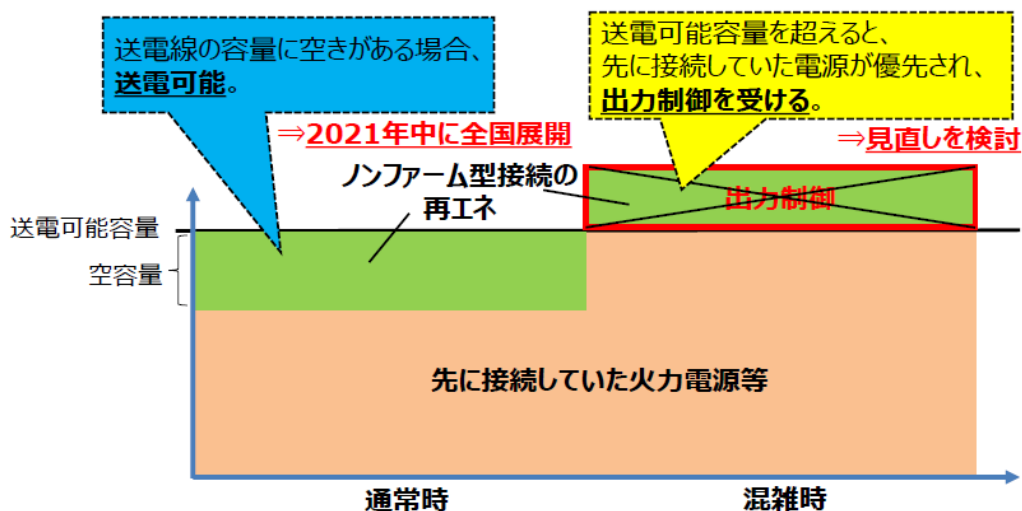 送電線の容量に空きがある場合、
送電可能。
送電可能容量を超えると、
先に接続していた電源が優先され、
出力制御を受ける。
⇒2021年中に全国展開
⇒見直しを検討
ノンファーム型接続の
再エネ
出力制御
送電可能容量
空容量
先に接続していた火力電源等
通常時
混雑時